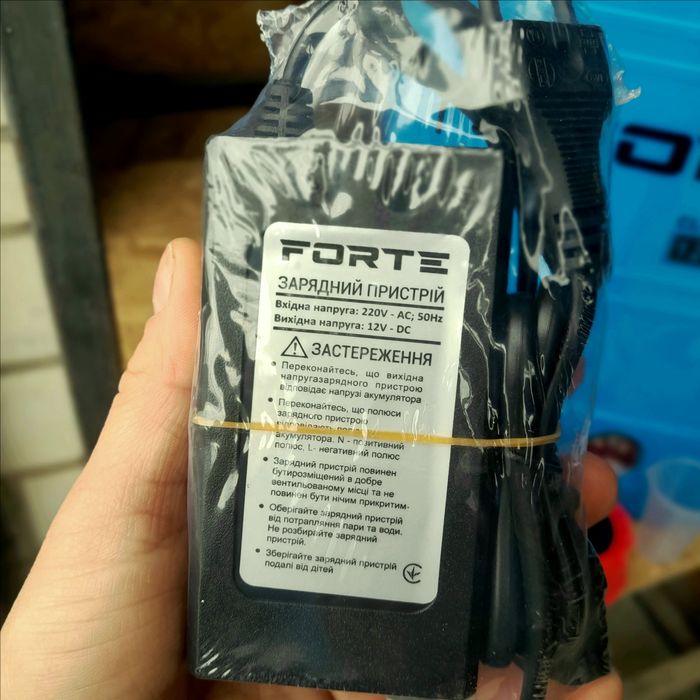 FORTE
ЗАРЯДНИЙ ПРИСТРІЙ
Вхідна напруга: 220V - AC; 50Hz
Вихідна напруга: 12V - DC
ЗАСТЕРЕЖЕННЯ
• Переконайтесь, що вихідна
напругазарядного пристрою
відповідає напрузі акумулятора
• Переконайтесь, що полюси
зарядного пристрою
відповідають
акумулятора. N - позитивний
полюс, L- негативний полюс
• Зарядний пристрій повинен
бутирозміщений в добре
вентильованому місці та не
повинен бути нічим прикритим.
• Оберігайте зарядний пристрій
від потрапляння пари та води.
Не розбирайте зарядний
пристрій.
• Зберігайте зарядний пристрій
подалі від дітей